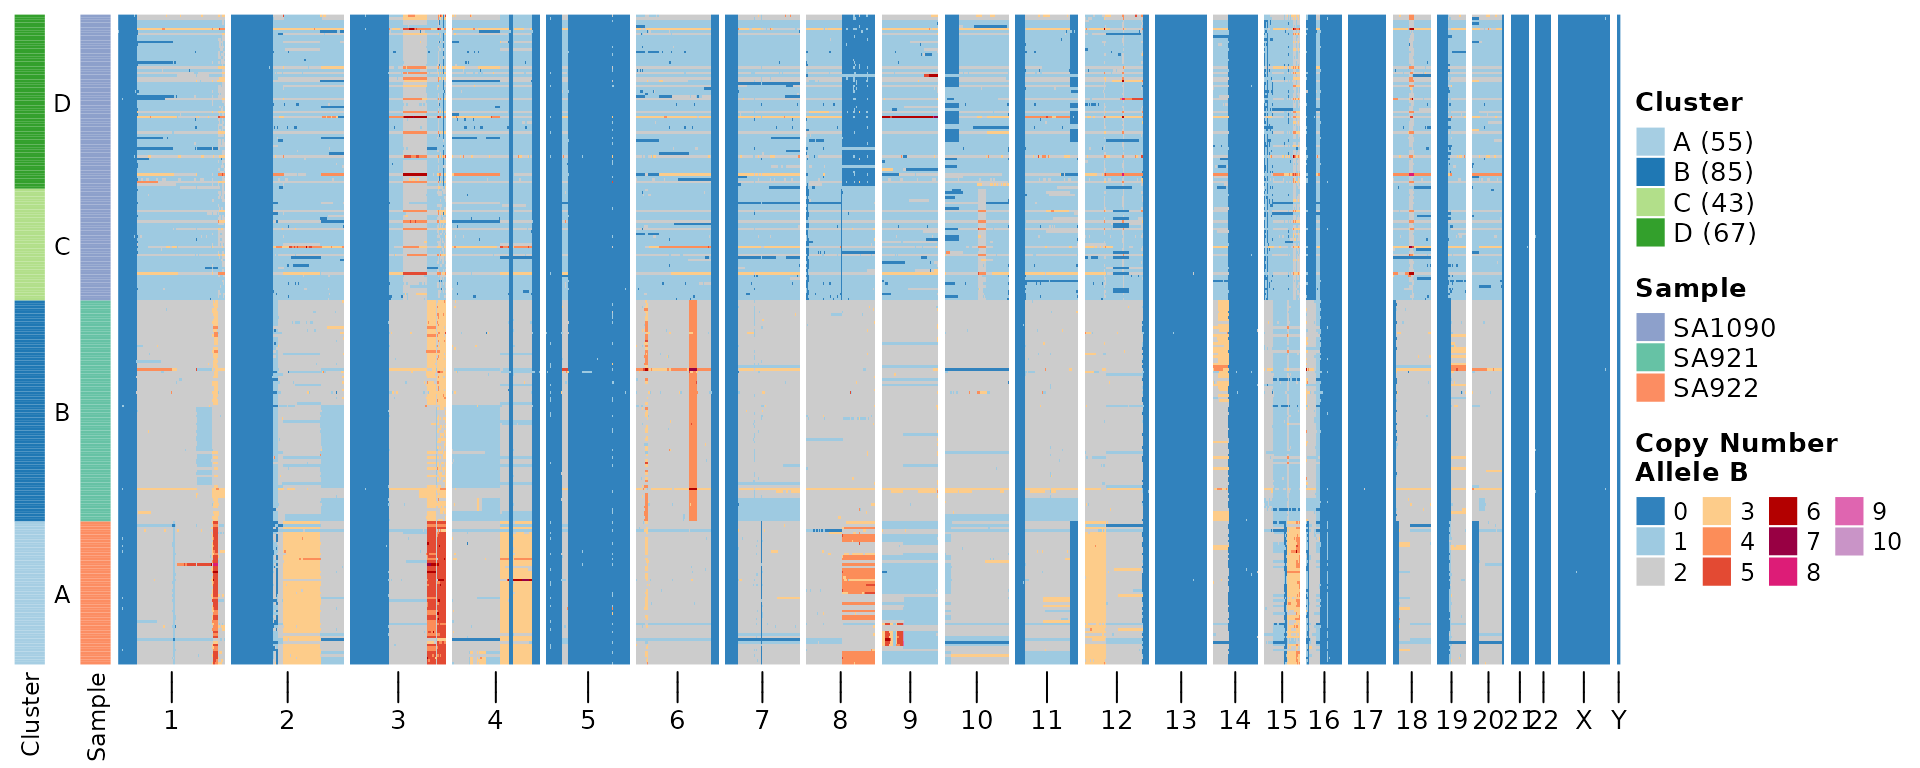 D
C
B
A
Cluster
Sample
1 2 3 4 5 6 7 8 9 10 11 12 13 14 15 16 17 18 19 20 21 22 X Y
Cluster
A (55)
B (85)
C (43)
D (67)
Sample
SA1090
SA921
SA922
Copy Number
Allele B
0 3 6 9
1 4 7 10
2 5 8